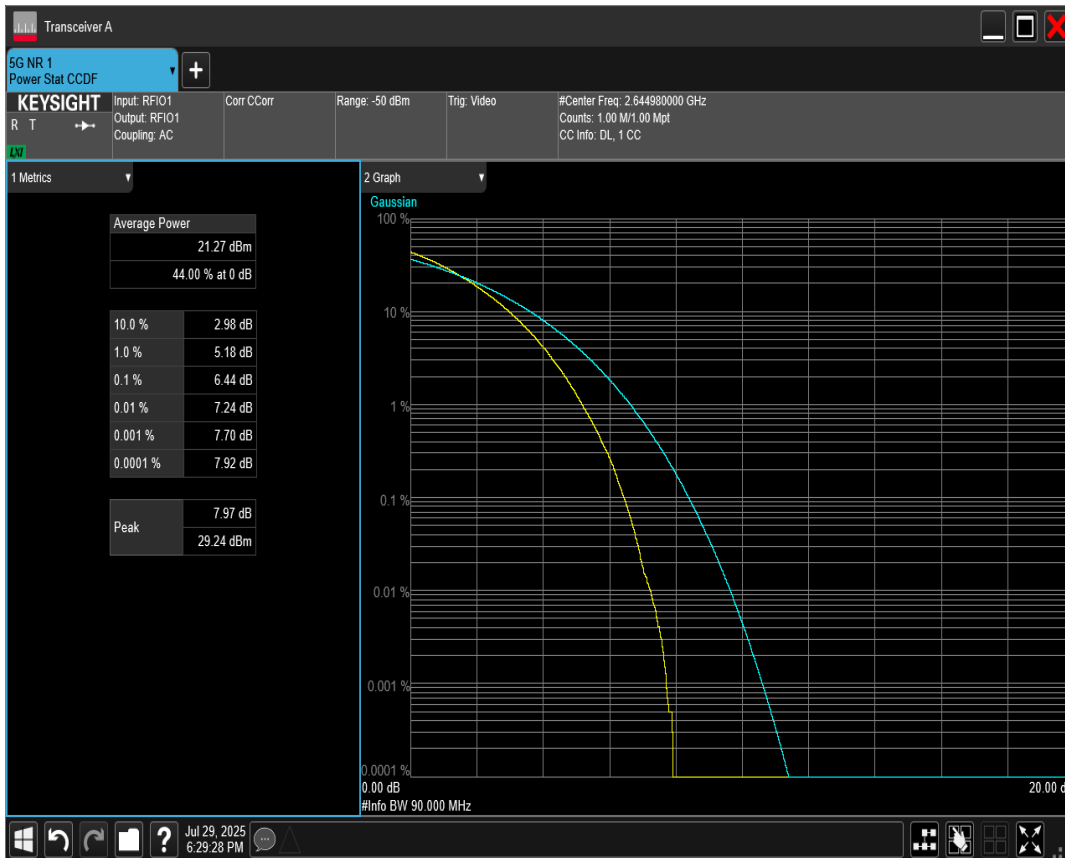 Transceiver A
5G NR 1
Power Stat CCDF
KEYSIGHT
R T
LXI
Input: RFIO1
Output: RFIO1
Coupling: AC
Corr CCorr
Range: -50 dBm
Trig: Video
#Center Freq: 2.644980000 GHz
Counts: 1.00 M/1.00 Mpt
CC Info: DL, 1 CC
1 Metrics
Average Power
21.27 dBm
44.00 % at 0 dB
10.0 % 2.98 dB
1.0 % 5.18 dB
0.1 % 6.44 dB
0.01 % 7.24 dB
0.001 % 7.70 dB
0.0001 % 7.92 dB
Peak 7.97 dB
29.24 dBm
2 Graph
Gaussian
100 %
10 %
1 %
0.1 %
0.01 %
0.001 %
0.0001 %
0.00 dB 20.00 d
#Info BW 90.000 MHz
?
Jul 29, 2025
6:29:28 PM